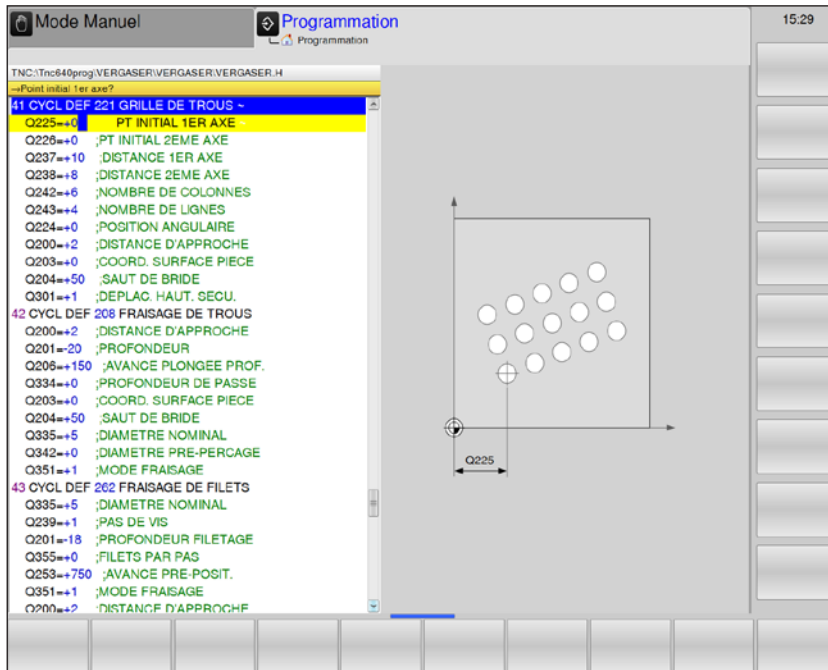 Mode Manuel
Programmation
Programmation
15:29
TNC:\Tnc640prog\VERGASER\VERGASER\VERGASER.H
→Point initial 1er axe?
41 CYCL DEF 221 GRILLE DE TROUS ~
Q225=+0 PT INITIAL 1ER AXE ~
Q226=+0 ;PT INITIAL 2EME AXE
Q237=+10 ;DISTANCE 1ER AXE
Q238=+8 ;DISTANCE 2EME AXE
Q242=+6 ;NOMBRE DE COLONNES
Q243=+4 ;NOMBRE DE LIGNES
Q224=+0 ;POSITION ANGULAIRE
Q200=+2 ;DISTANCE D'APPROCHE
Q203=+0 ;COORD. SURFACE PIECE
Q204=+50 ;SAUT DE BRIDE
Q301=+1 ;DEPLAC. HAUT. SECU.
42 CYCL DEF 208 FRAISAGE DE TROUS
Q200=+2 ;DISTANCE D'APPROCHE
Q201=-20 ;PROFONDEUR
Q206=+150 ;AVANCE PLONGEE PROF.
Q334=+0 ;PROFONDEUR DE PASSE
Q203=+0 ;COORD. SURFACE PIECE
Q204=+50 ;SAUT DE BRIDE
Q335=+5 ;DIAMETRE NOMINAL
Q342=+0 ;DIAMETRE PRE-PERCAGE
Q351=+1 ;MODE FRAISAGE
43 CYCL DEF 262 FRAISAGE DE FILETS
Q335=+5 ;DIAMETRE NOMINAL
Q239=+1 ;PAS DE VIS
Q201=-18 ;PROFONDEUR FILETAGE
Q355=+0 ;FILETS PAR PAS
Q253=+750 ;AVANCE PRE-POSIT.
Q351=+1 ;MODE FRAISAGE
Q200=+2 ;DISTANCE D'APPROCHE
Q225